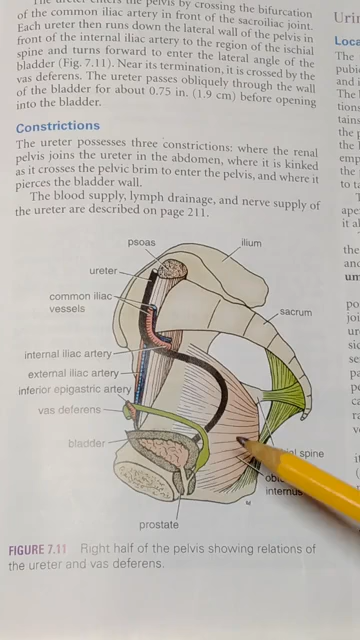 The ureter enters the pelvis by crossing the bifurcation
of the common iliac artery in front of the sacroiliac joint.
Each ureter then runs down the lateral wall of the pelvis in
front of the internal iliac artery to the region of the ischial
spine and turns forward to enter the lateral angle of the
bladder (Fig. 7.11). Near its termination, it is crossed by the
vas deferens. The ureter passes obliquely through the wall
of the bladder for about 0.75 in. (1.9 cm) before opening
into the bladder.
Constrictions
The ureter possesses three constrictions: where the renal
pelvis joins the ureter in the abdomen, where it is kinked
as it crosses the pelvic brim to enter the pelvis, and where it
pierces the bladder wall.
The blood supply, lymph drainage, and nerve supply of
the ureter are described on page 211.
psoas
ilium
ureter
common iliac
vessels
sacrum
internal iliac artery
external iliac artery
inferior epigastric artery
vas deferens
bladder
spine
internus
prostate
FIGURE 7.11 Right half of the pelvis showing relations of
the ureter and vas deferens.
Loca
The